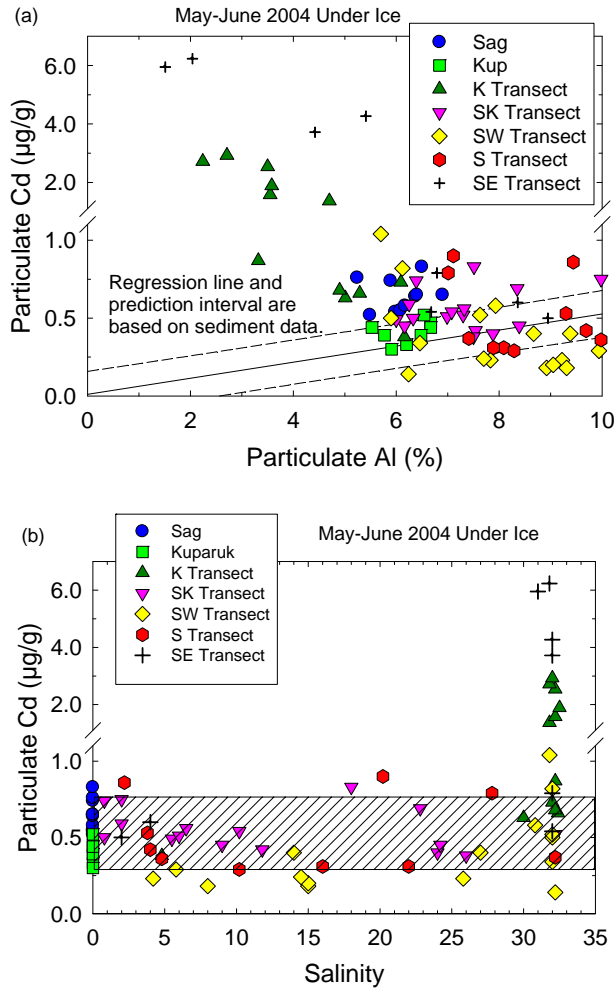 (a)
May-June 2004 Under Ice
Sag
Kup
K Transect
SK Transect
SW Transect
S Transect
SE Transect
Particulate Cd (µg/g)
6.0
4.0
2.0
1.0
0.5
0.0
Regression line and
prediction interval are
based on sediment data.
0 2 4 6 8 10
Particulate Al (%)
(b)
May-June 2004 Under Ice
Sag
Kuparuk
K Transect
SK Transect
SW Transect
S Transect
SE Transect
Particulate Cd (µg/g)
6.0
4.0
2.0
1.0
0.5
0.0
0 5 10 15 20 25 30 35
Salinity